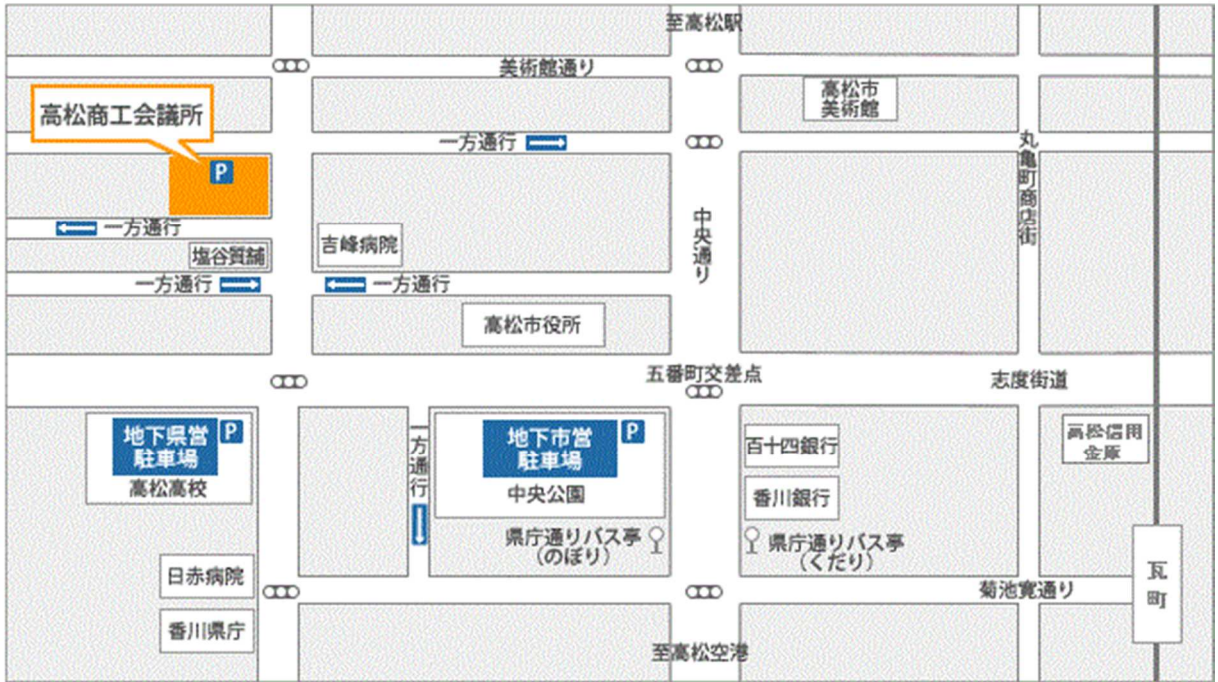 至高松駅
美術館通り
高松市
美術館
高松商工会議所
P
一方通行
丸亀町商店街
中央通り
一方通行
吉峰病院
塩谷質舗
一方通行
一方通行
高松市役所
五番町交差点
志度街道
地下県営
駐車場
P
高松高校
一方通行
地下市営
駐車場
P
中央公園
百十四銀行
香川銀行
高松信用
金庫
県庁通りバス亭
(のぼり)
県庁通りバス亭
(くだり)
日赤病院
香川県庁
菊池寛通り
瓦町
至高松空港